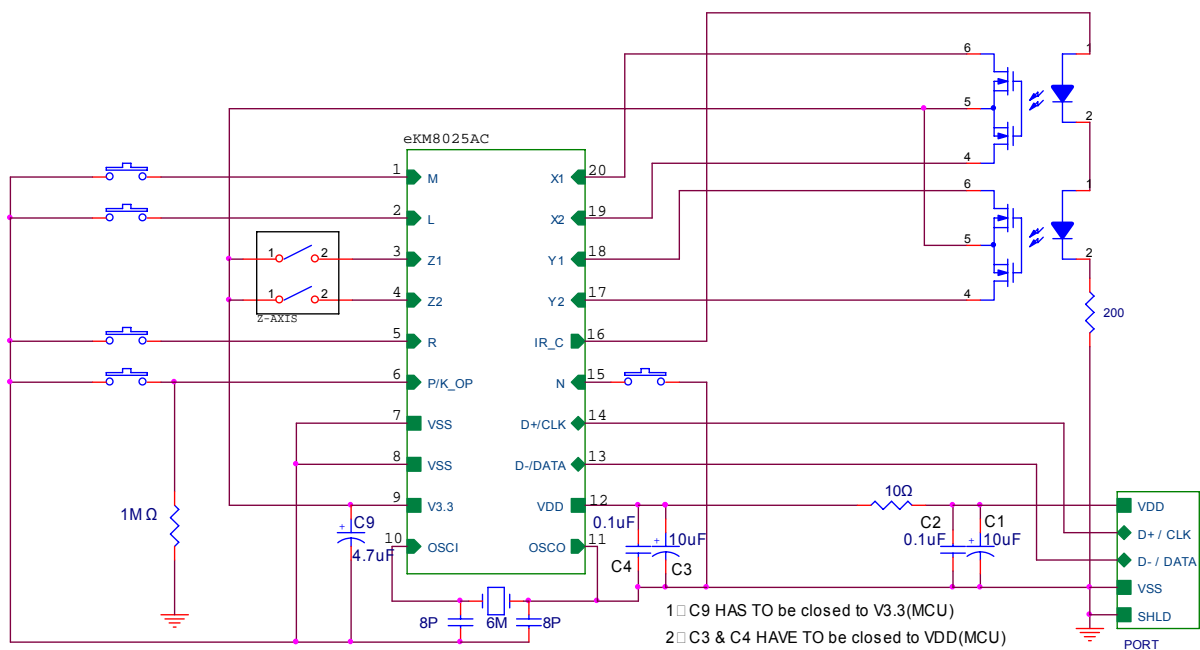 eKM8025AC
1
M
2
L
3
Z1
4
Z2
5
R
6
P/K_OP
7
VSS
8
VSS
9
V3.3
10
OSCI
X1
20
X2
19
Y1
18
Y2
17
IR_C
16
N
15
D+/CLK
14
D-/DATA
13
VDD
12
OSCO
11
1 2
1 2
Z-AXIS
6
5
4
1
2
6
5
4
1
2
200
1M Ω
+ C9
4.7uF
8P
6M
8P
0.1uF
C4
+
10uF
C3
10Ω
C2
0.1uF
C1
+
10uF
VDD
D+ / CLK
D- / DATA
VSS
SHLD
PORT
1□ C9 HAS TO be closed to V3.3(MCU)
2□ C3 & C4 HAVE TO be closed to VDD(MCU)